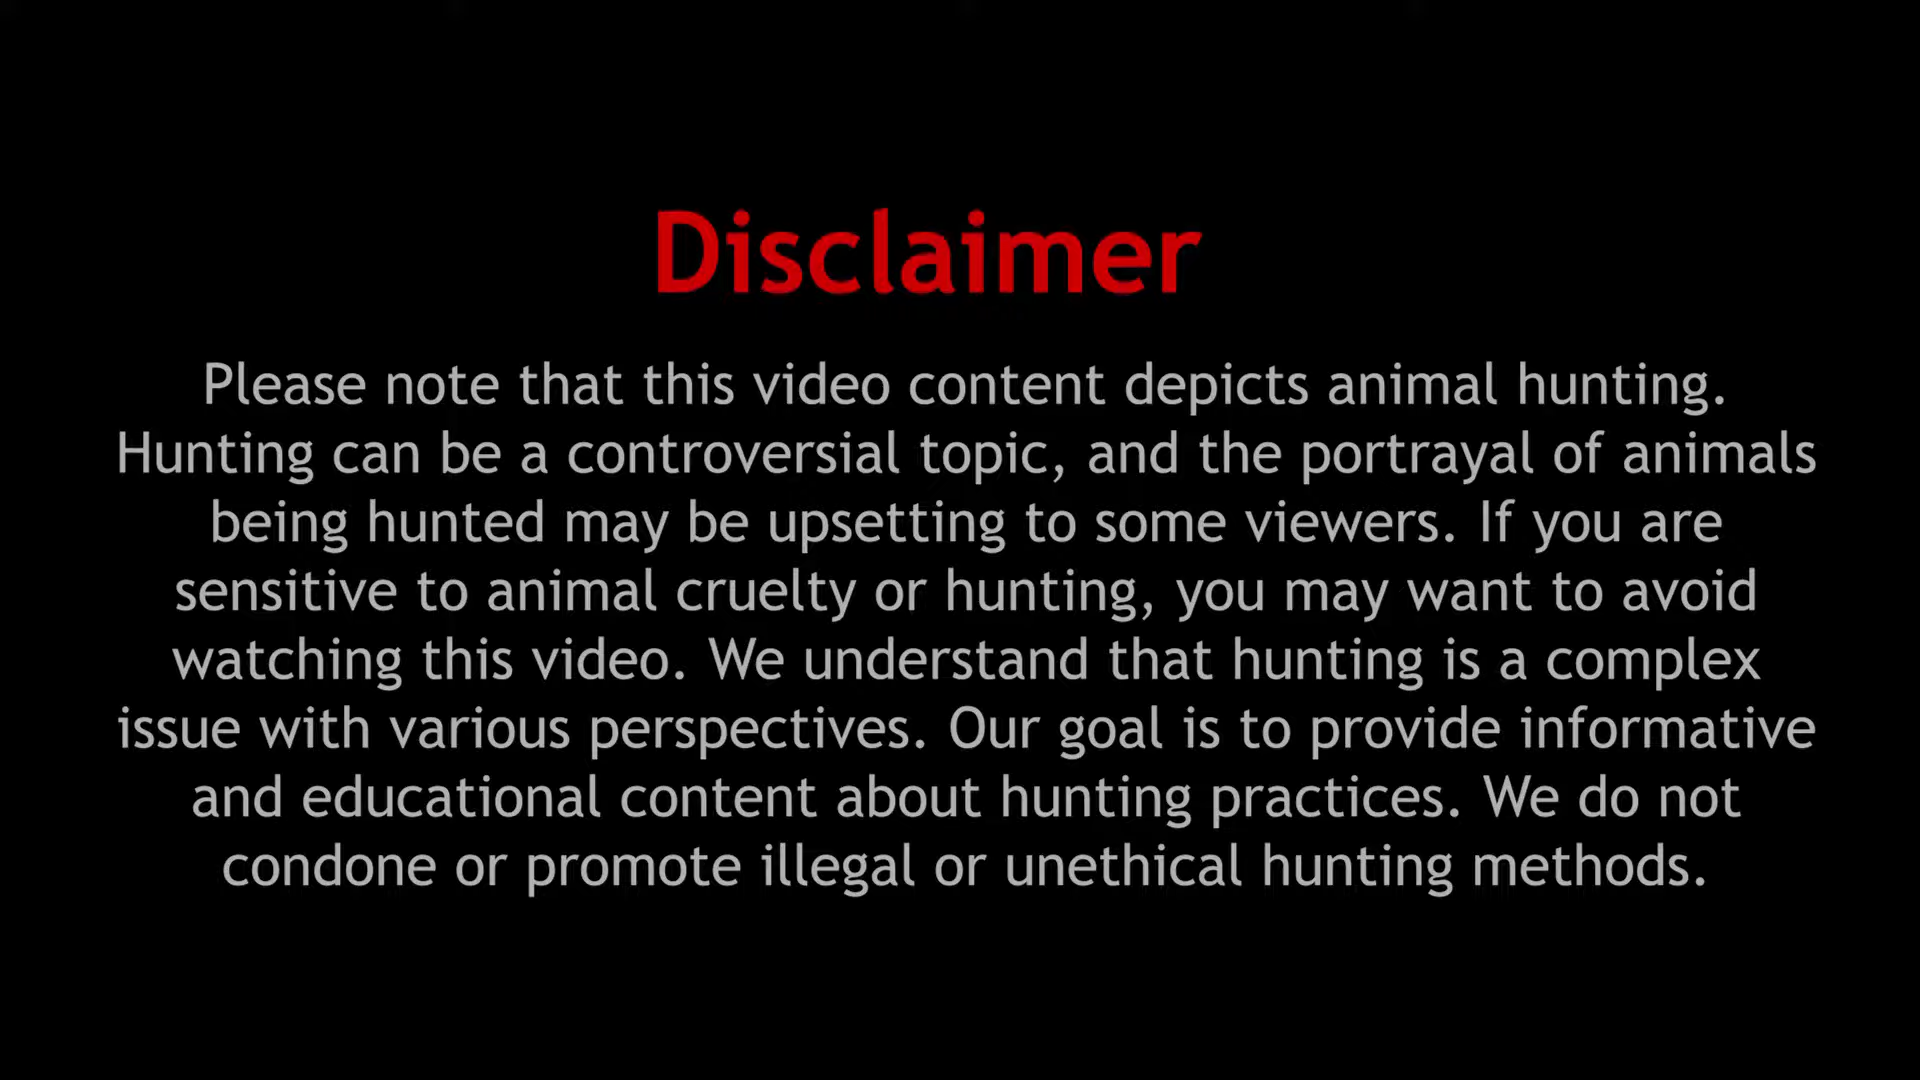 Disclaimer
Please note that this video content depicts animal hunting.
Hunting can be a controversial topic, and the portrayal of animals
being hunted may be upsetting to some viewers. If you are
sensitive to animal cruelty or hunting, you may want to avoid
watching this video. We understand that hunting is a complex
issue with various perspectives. Our goal is to provide informative
and educational content about hunting practices. We do not
condone or promote illegal or unethical hunting methods.